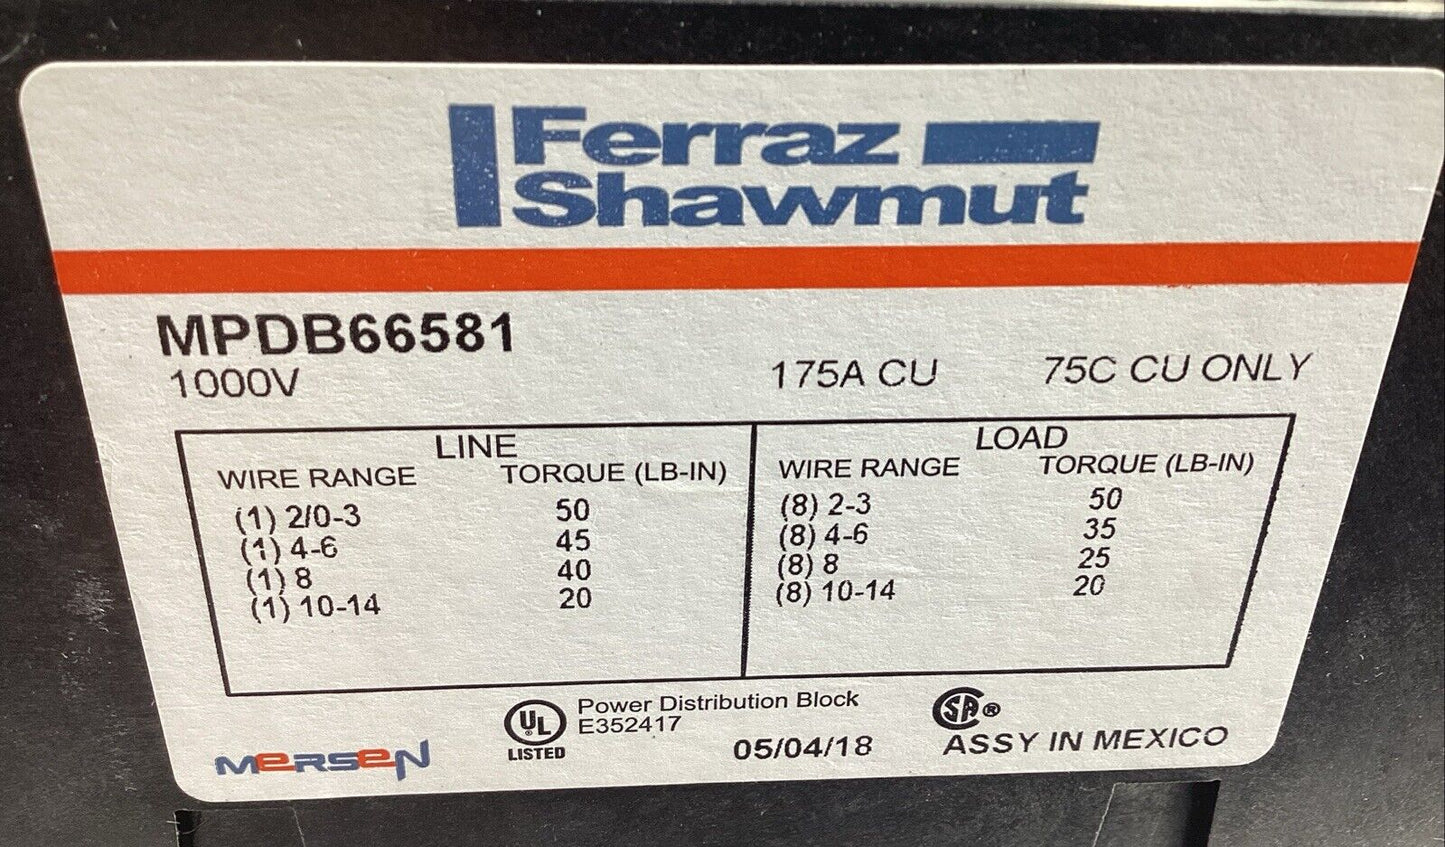 Ferraz
Shawmut
MPDB66581
1000V 175A CU 75C CU ONLY
LINE LOAD
WIRE RANGE TORQUE (LB-IN) WIRE RANGE TORQUE (LB-IN)
(1) 2/0-3 50 (8) 2-3 50
(1) 4-6 45 (8) 4-6 35
(1) 8 40 (8) 8 25
(1) 10-14 20 (8) 10-14 20
MERSEN
UL ®
LISTED
Power Distribution Block
E352417
05/04/18
SA ®
ASSY IN MEXICO